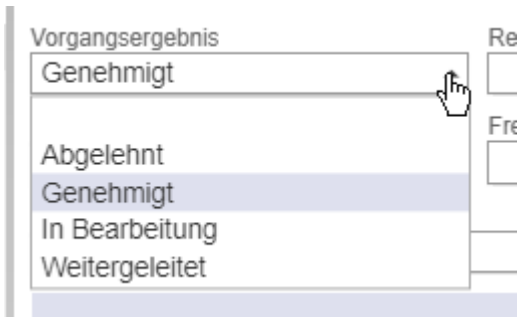 Vorgangsergebnis
Genehmigt
Abgelehnt
Genehmigt
In Bearbeitung
Weitergeleitet